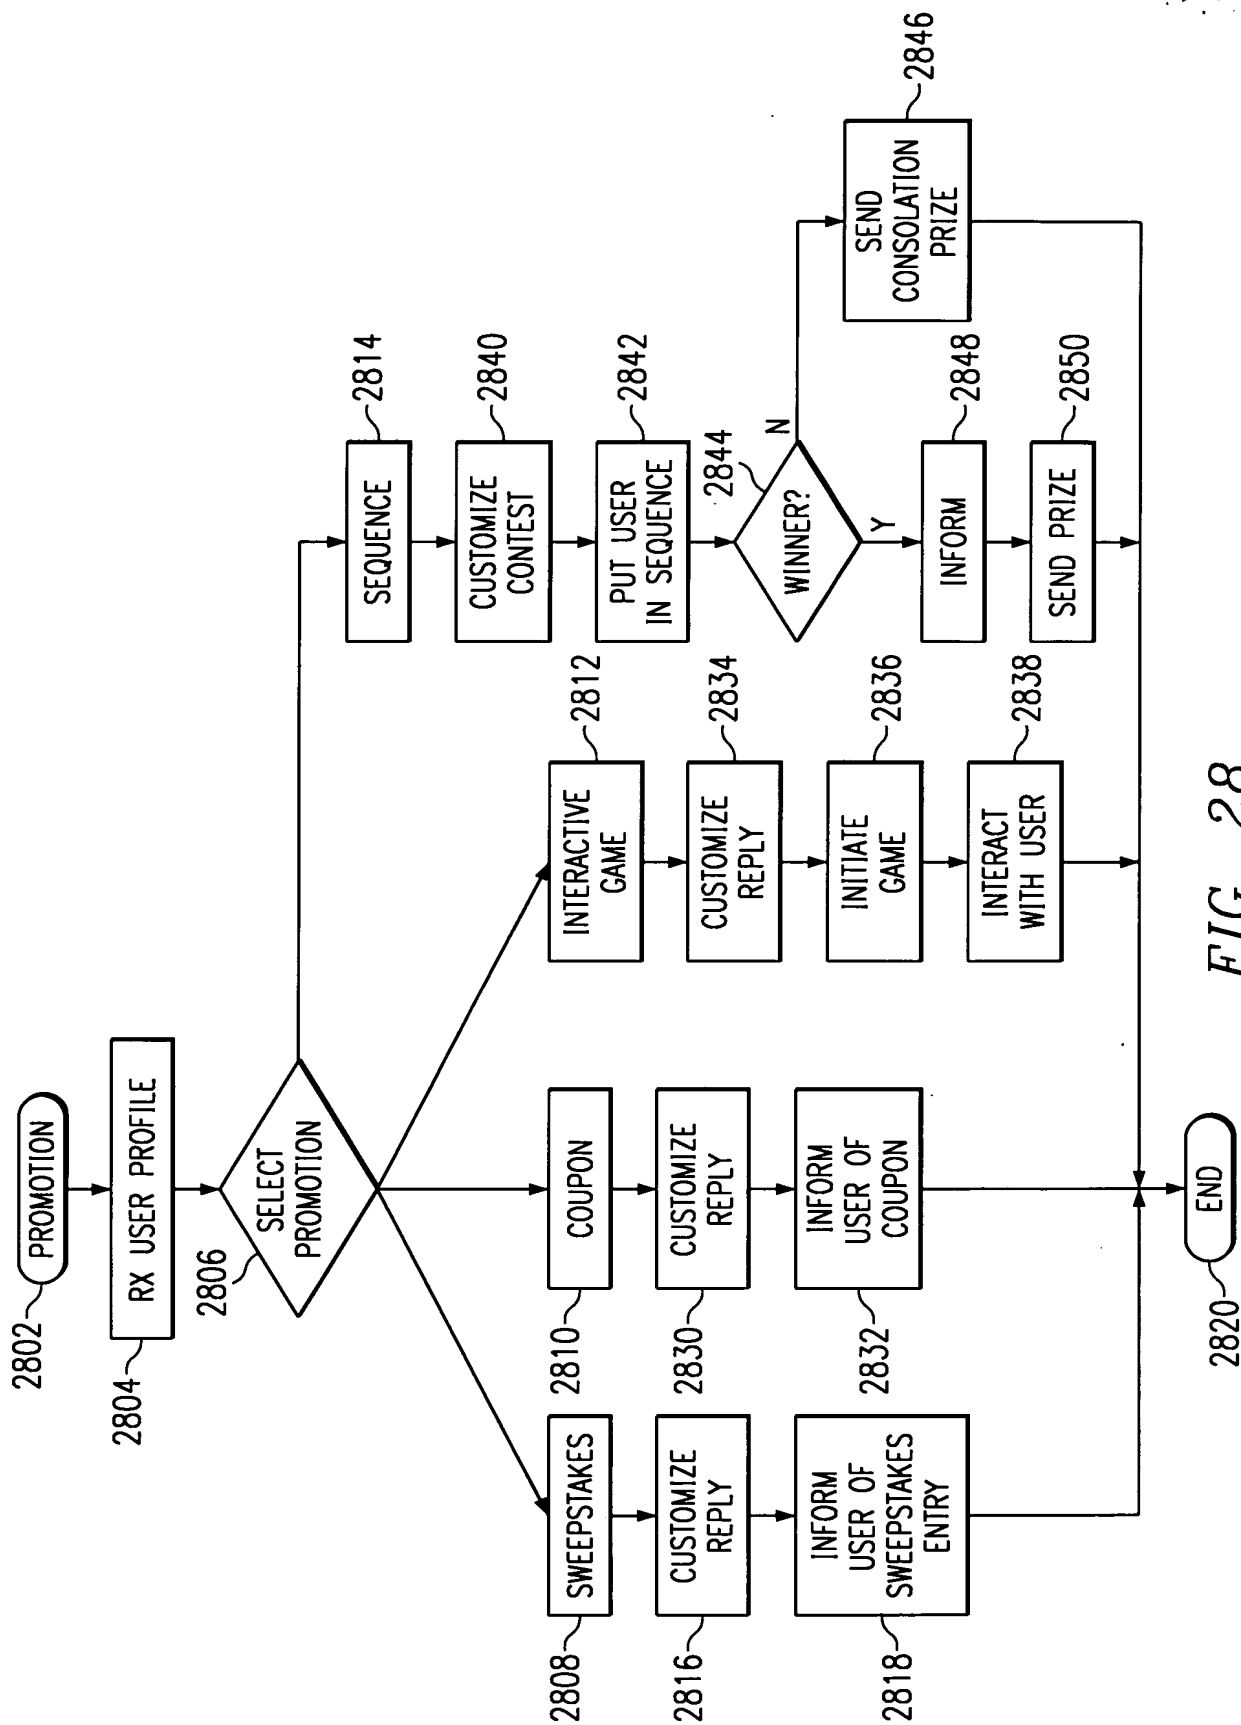 2802
PROMOTION
2804
RX USER PROFILE
2806
SELECT
PROMOTION
2808
SWEEPSTAKES
2816
CUSTOMIZE
REPLY
2818
INFORM
USER OF
SWEEPSTAKES
ENTRY
2810
COUPON
2830
CUSTOMIZE
REPLY
2832
INFORM
USER OF
COUPON
INTERACTIVE
GAME
2812
CUSTOMIZE
REPLY
2834
INITIATE
GAME
2836
INTERACT
WITH USER
2838
SEQUENCE
2814
CUSTOMIZE
CONTEST
2840
PUT USER
IN SEQUENCE
2842
WINNER?
2844
N
Y
SEND
CONSOLATION
PRIZE
2846
INFORM
2848
SEND PRIZE
2850
2820
END
FIG. 28